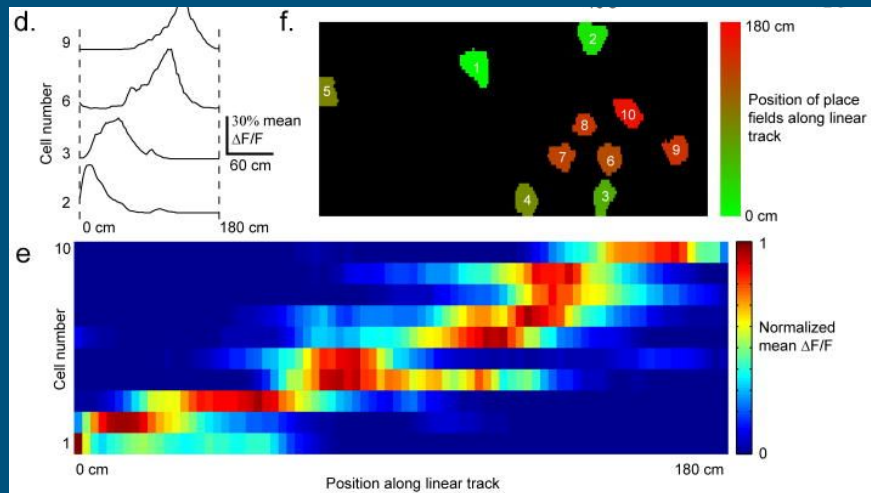 d.
9
6
3
2
Cell number
30% mean
ΔF/F
60 cm
0 cm
180 cm
f.
1
2
3
4
5
6
7
8
9
10
180 cm
Position of place
fields along linear
track
0 cm
e
10
Cell number
1
0 cm
180 cm
Position along linear track
1
Normalized
mean ΔF/F
0